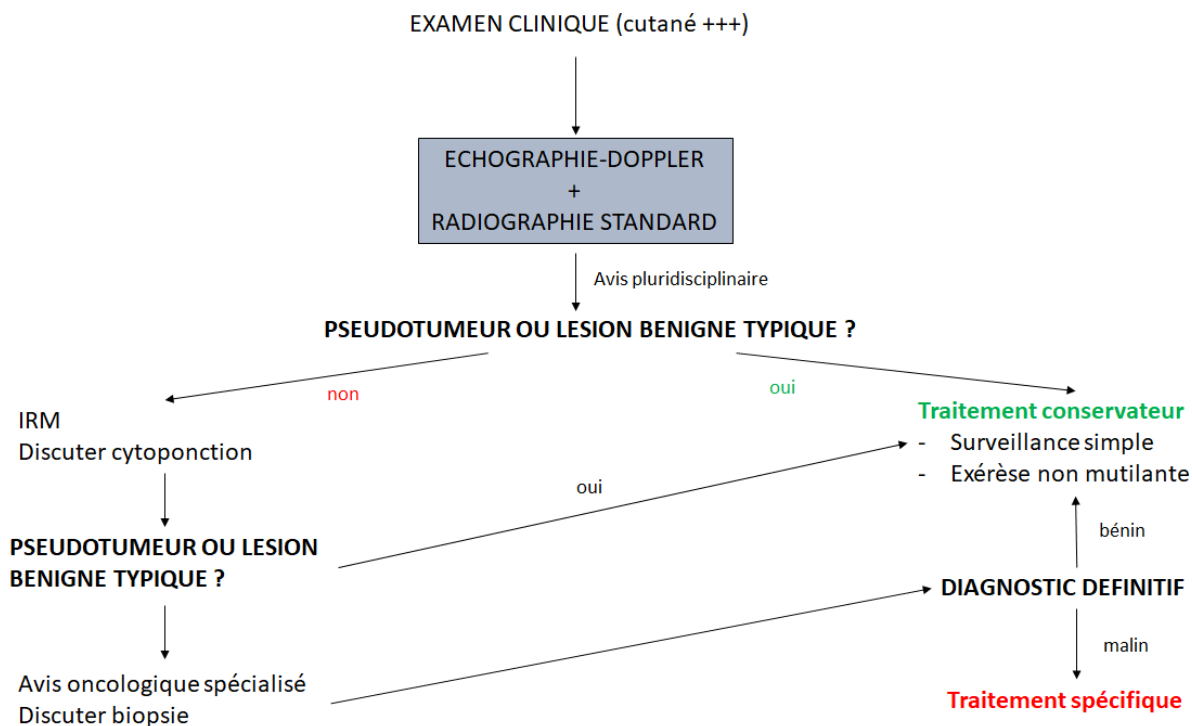 EXAMEN CLINIQUE (cutané +++)
ECHOGRAPHIE-DOPPLER
+
RADIOGRAPHIE STANDARD
Avis pluridisciplinaire
PSEUDOTUMEUR OU LESION BENIGNE TYPIQUE ?
non
oui
IRM
Discuter cytoponction
Traitement conservateur
- Surveillance simple
- Exérèse non mutilante
oui
PSEUDOTUMEUR OU LESION
BENIGNE TYPIQUE ?
bénin
DIAGNOSTIC DEFINITIF
malin
Avis oncologique spécialisé
Discuter biopsie
Traitement spécifique